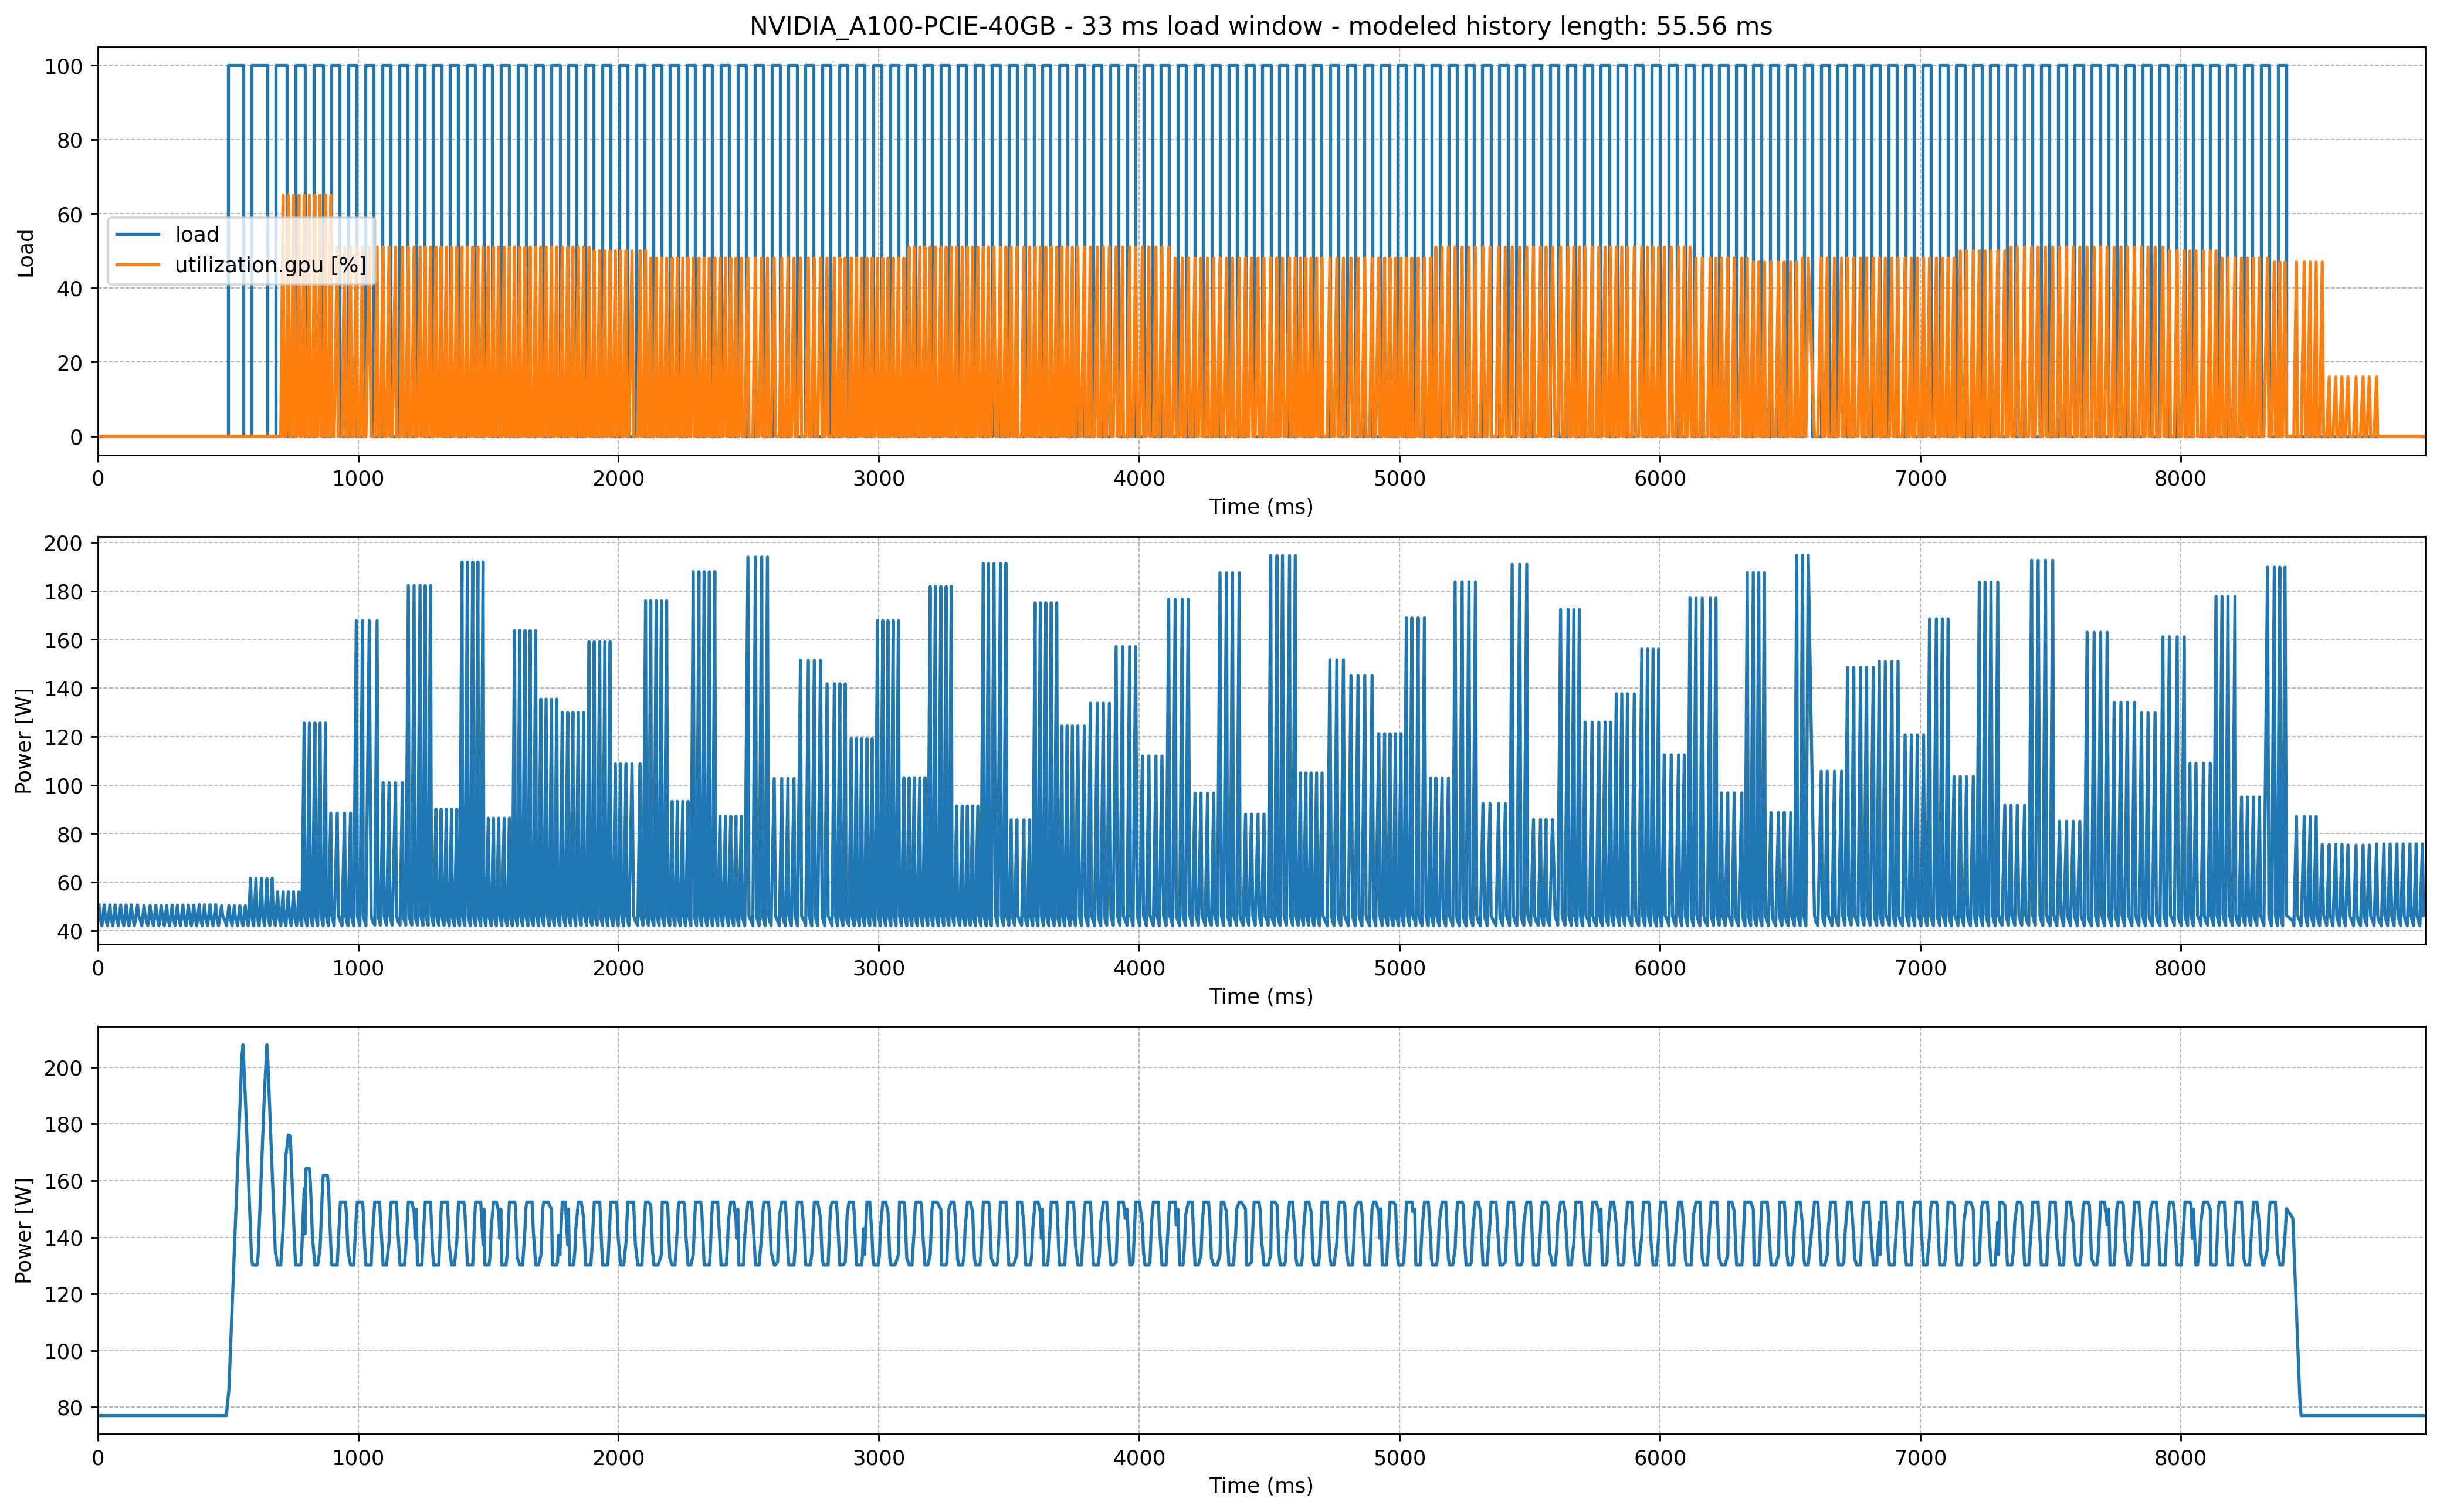 NVIDIA_A100-PCIE-40GB - 33 ms load window - modeled history length: 55.56 ms
100
80
60
40
20
0
Load
load
utilization.gpu [%]
0 1000 2000 3000 4000 5000 6000 7000 8000
Time (ms)
200
180
160
140
120
100
80
60
40
Power [W]
0 1000 2000 3000 4000 5000 6000 7000 8000
Time (ms)
200
180
160
140
120
100
80
Power [W]
0 1000 2000 3000 4000 5000 6000 7000 8000
Time (ms)